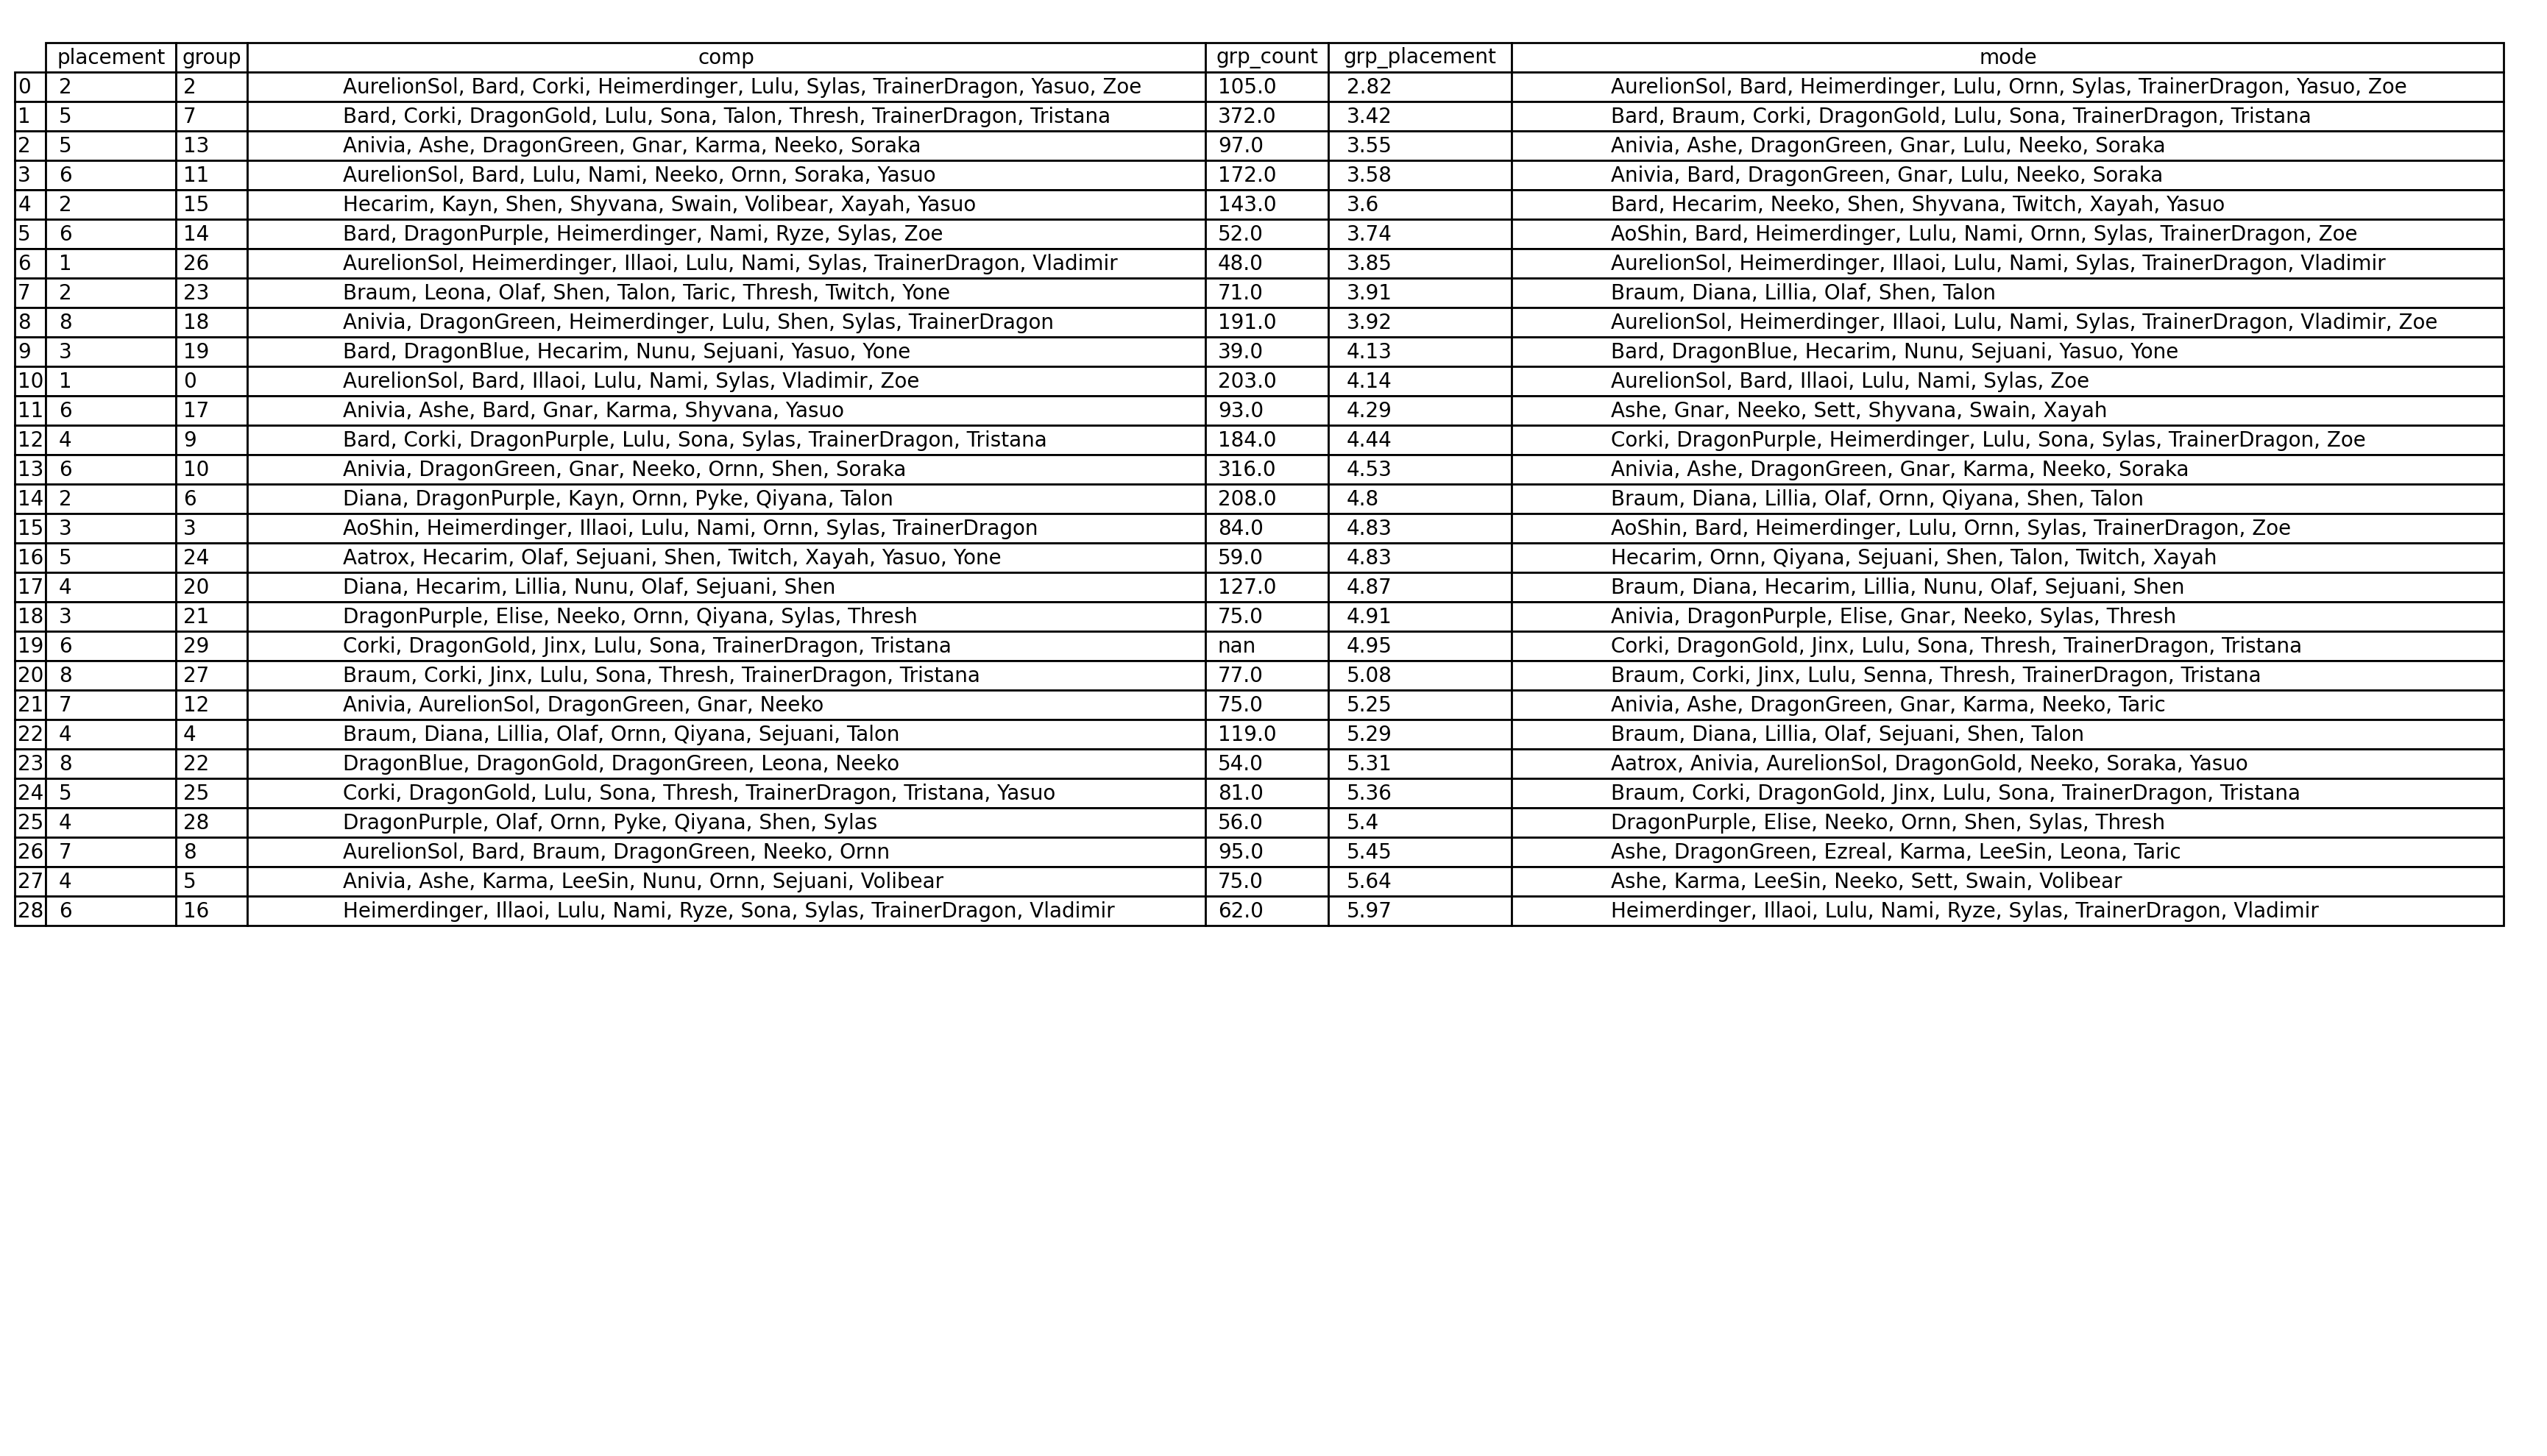 placement group comp grp_count grp_placement mode
0 2 2 AurelionSol, Bard, Corki, Heimerdinger, Lulu, Sylas, TrainerDragon, Yasuo, Zoe 105.0 2.82 AurelionSol, Bard, Heimerdinger, Lulu, Ornn, Sylas, TrainerDragon, Yasuo, Zoe
1 5 7 Bard, Corki, DragonGold, Lulu, Sona, Talon, Thresh, TrainerDragon, Tristana 372.0 3.42 Bard, Braum, Corki, DragonGold, Lulu, Sona, TrainerDragon, Tristana
2 5 13 Anivia, Ashe, DragonGreen, Gnar, Karma, Neeko, Soraka 97.0 3.55 Anivia, Ashe, DragonGreen, Gnar, Lulu, Neeko, Soraka
3 6 11 AurelionSol, Bard, Lulu, Nami, Neeko, Ornn, Soraka, Yasuo 172.0 3.58 Anivia, Bard, DragonGreen, Gnar, Lulu, Neeko, Soraka
4 2 15 Hecarim, Kayn, Shen, Shyvana, Swain, Volibear, Xayah, Yasuo 143.0 3.6 Bard, Hecarim, Neeko, Shen, Shyvana, Twitch, Xayah, Yasuo
5 6 14 Bard, DragonPurple, Heimerdinger, Nami, Ryze, Sylas, Zoe 52.0 3.74 AoShin, Bard, Heimerdinger, Lulu, Nami, Ornn, Sylas, TrainerDragon, Zoe
6 1 26 AurelionSol, Heimerdinger, Illaoi, Lulu, Nami, Sylas, TrainerDragon, Vladimir 48.0 3.85 AurelionSol, Heimerdinger, Illaoi, Lulu, Nami, Sylas, TrainerDragon, Vladimir
7 2 23 Braum, Leona, Olaf, Shen, Talon, Taric, Thresh, Twitch, Yone 71.0 3.91 Braum, Diana, Lillia, Olaf, Shen, Talon
8 8 18 Anivia, DragonGreen, Heimerdinger, Lulu, Shen, Sylas, TrainerDragon 191.0 3.92 AurelionSol, Heimerdinger, Illaoi, Lulu, Nami, Sylas, TrainerDragon, Vladimir, Zoe
9 3 19 Bard, DragonBlue, Hecarim, Nunu, Sejuani, Yasuo, Yone 39.0 4.13 Bard, DragonBlue, Hecarim, Nunu, Sejuani, Yasuo, Yone
10 1 0 AurelionSol, Bard, Illaoi, Lulu, Nami, Sylas, Vladimir, Zoe 203.0 4.14 AurelionSol, Bard, Illaoi, Lulu, Nami, Sylas, Zoe
11 6 17 Anivia, Ashe, Bard, Gnar, Karma, Shyvana, Yasuo 93.0 4.29 Ashe, Gnar, Neeko, Sett, Shyvana, Swain, Xayah
12 4 9 Bard, Corki, DragonPurple, Lulu, Sona, Sylas, TrainerDragon, Tristana 184.0 4.44 Corki, DragonPurple, Heimerdinger, Lulu, Sona, Sylas, TrainerDragon, Zoe
13 6 10 Anivia, DragonGreen, Gnar, Neeko, Ornn, Shen, Soraka 316.0 4.53 Anivia, Ashe, DragonGreen, Gnar, Karma, Neeko, Soraka
14 2 6 Diana, DragonPurple, Kayn, Ornn, Pyke, Qiyana, Talon 208.0 4.8 Braum, Diana, Lillia, Olaf, Ornn, Qiyana, Shen, Talon
15 3 3 AoShin, Heimerdinger, Illaoi, Lulu, Nami, Ornn, Sylas, TrainerDragon 84.0 4.83 AoShin, Bard, Heimerdinger, Lulu, Ornn, Sylas, TrainerDragon, Zoe
16 5 24 Aatrox, Hecarim, Olaf, Sejuani, Shen, Twitch, Xayah, Yasuo, Yone 59.0 4.83 Hecarim, Ornn, Qiyana, Sejuani, Shen, Talon, Twitch, Xayah
17 4 20 Diana, Hecarim, Lillia, Nunu, Olaf, Sejuani, Shen 127.0 4.87 Braum, Diana, Hecarim, Lillia, Nunu, Olaf, Sejuani, Shen
18 3 21 DragonPurple, Elise, Neeko, Ornn, Qiyana, Sylas, Thresh 75.0 4.91 Anivia, DragonPurple, Elise, Gnar, Neeko, Sylas, Thresh
19 6 29 Corki, DragonGold, Jinx, Lulu, Sona, TrainerDragon, Tristana nan 4.95 Corki, DragonGold, Jinx, Lulu, Sona, Thresh, TrainerDragon, Tristana
20 8 27 Braum, Corki, Jinx, Lulu, Sona, Thresh, TrainerDragon, Tristana 77.0 5.08 Braum, Corki, Jinx, Lulu, Senna, Thresh, TrainerDragon, Tristana
21 7 12 Anivia, AurelionSol, DragonGreen, Gnar, Neeko 75.0 5.25 Anivia, Ashe, DragonGreen, Gnar, Karma, Neeko, Taric
22 4 4 Braum, Diana, Lillia, Olaf, Ornn, Qiyana, Sejuani, Talon 119.0 5.29 Braum, Diana, Lillia, Olaf, Sejuani, Shen, Talon
23 8 22 DragonBlue, DragonGold, DragonGreen, Leona, Neeko 54.0 5.31 Aatrox, Anivia, AurelionSol, DragonGold, Neeko, Soraka, Yasuo
24 5 25 Corki, DragonGold, Lulu, Sona, Thresh, TrainerDragon, Tristana, Yasuo 81.0 5.36 Braum, Corki, DragonGold, Jinx, Lulu, Sona, TrainerDragon, Tristana
25 4 28 DragonPurple, Olaf, Ornn, Pyke, Qiyana, Shen, Sylas 56.0 5.4 DragonPurple, Elise, Neeko, Ornn, Shen, Sylas, Thresh
26 7 8 AurelionSol, Bard, Braum, DragonGreen, Neeko, Ornn 95.0 5.45 Ashe, DragonGreen, Ezreal, Karma, LeeSin, Leona, Taric
27 4 5 Anivia, Ashe, Karma, LeeSin, Nunu, Ornn, Sejuani, Volibear 75.0 5.64 Ashe, Karma, LeeSin, Neeko, Sett, Swain, Volibear
28 6 16 Heimerdinger, Illaoi, Lulu, Nami, Ryze, Sona, Sylas, TrainerDragon, Vladimir 62.0 5.97 Heimerdinger, Illaoi, Lulu, Nami, Ryze, Sylas, TrainerDragon, Vladimir